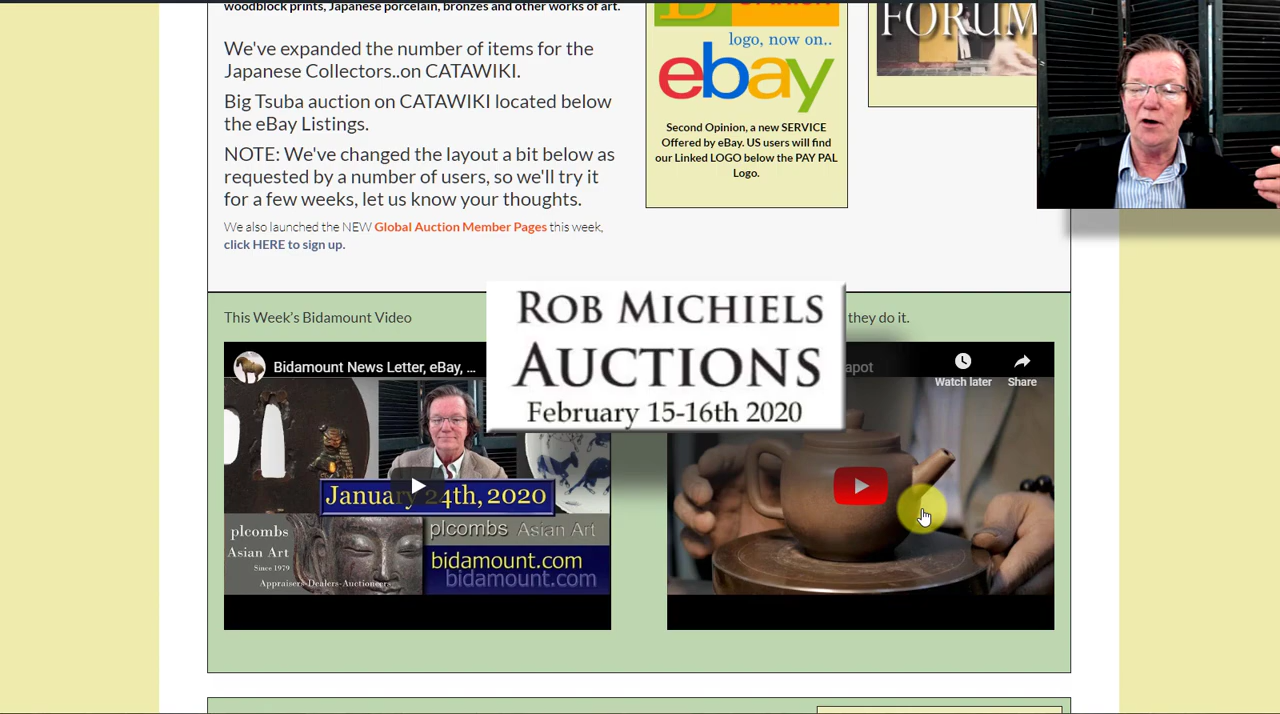 woodblock prints, Japanese porcelain, bronzes and other works of art.
We've expanded the number of items for the
Japanese Collectors..on CATAWIKI.
Big Tsuba auction on CATAWIKI located below
the eBay Listings.
NOTE: We've changed the layout a bit below as
requested by a number of users, so we'll try it
for a few weeks, let us know your thoughts.
We also launched the NEW Global Auction Member Pages this week,
click HERE to sign up.
OPINION
logo, now on..
ebay
Second Opinion, a new SERVICE
Offered by eBay. US users will find
our Linked LOGO below the PAY PAL
Logo.
FORUM
This Week's Bidamount Video
they do it.
ROB MICHIELS
AUCTIONS
February 15-16th 2020
Bidamount News Letter, eBay, ...
January 24th, 2020
plcombs
Asian Art
Since 1979
Appraisers-Dealers-Auctioneers
plcombs Asian Art
bidamount.com
bidamount.com
apot
Watch later
Share